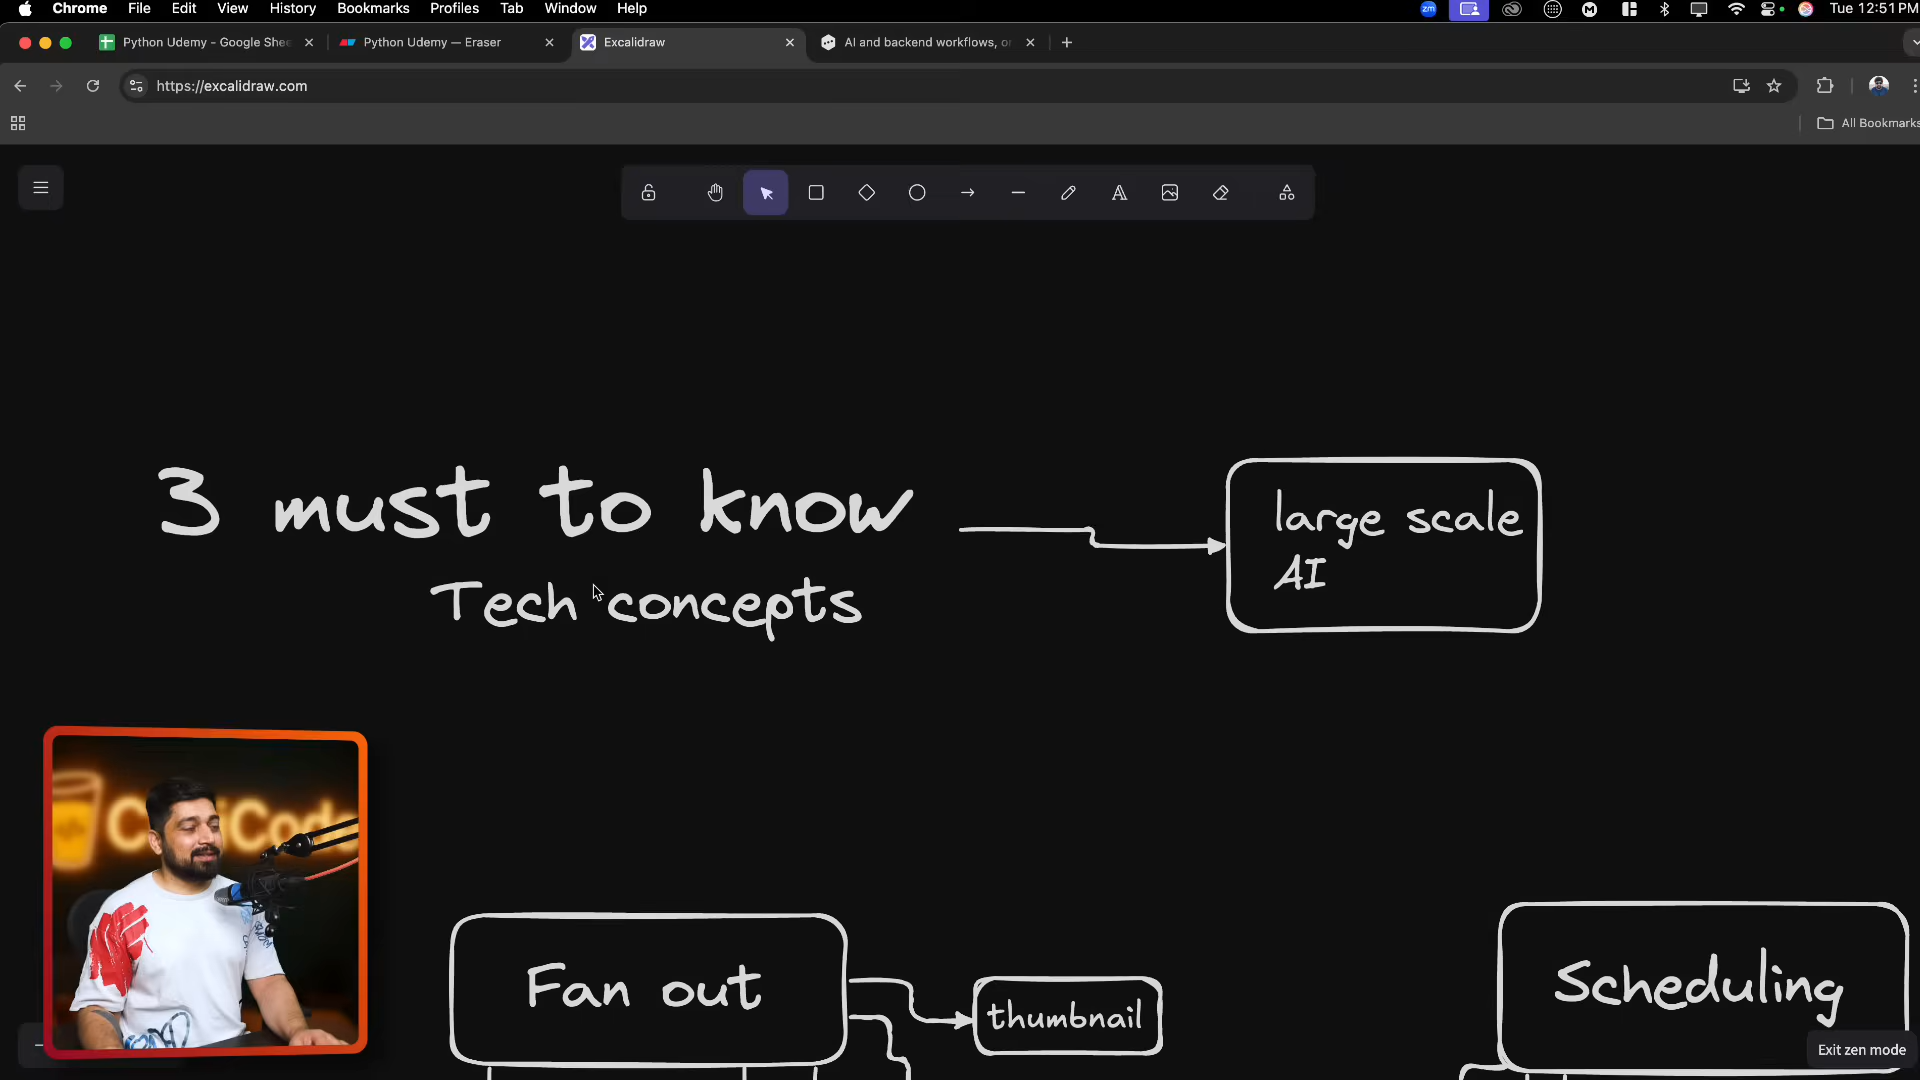 Chrome File Edit View History Bookmarks Profiles Tab Window Help
zm
Tue 12:51 PM
Python Udemy - Google Shee
Python Udemy — Eraser
Excalidraw
AI and backend workflows, or
https://excalidraw.com
All Bookmarks
3 must to know
Tech concepts
large scale
AI
Fan out
thumbnail
Scheduling
Exit zen mode